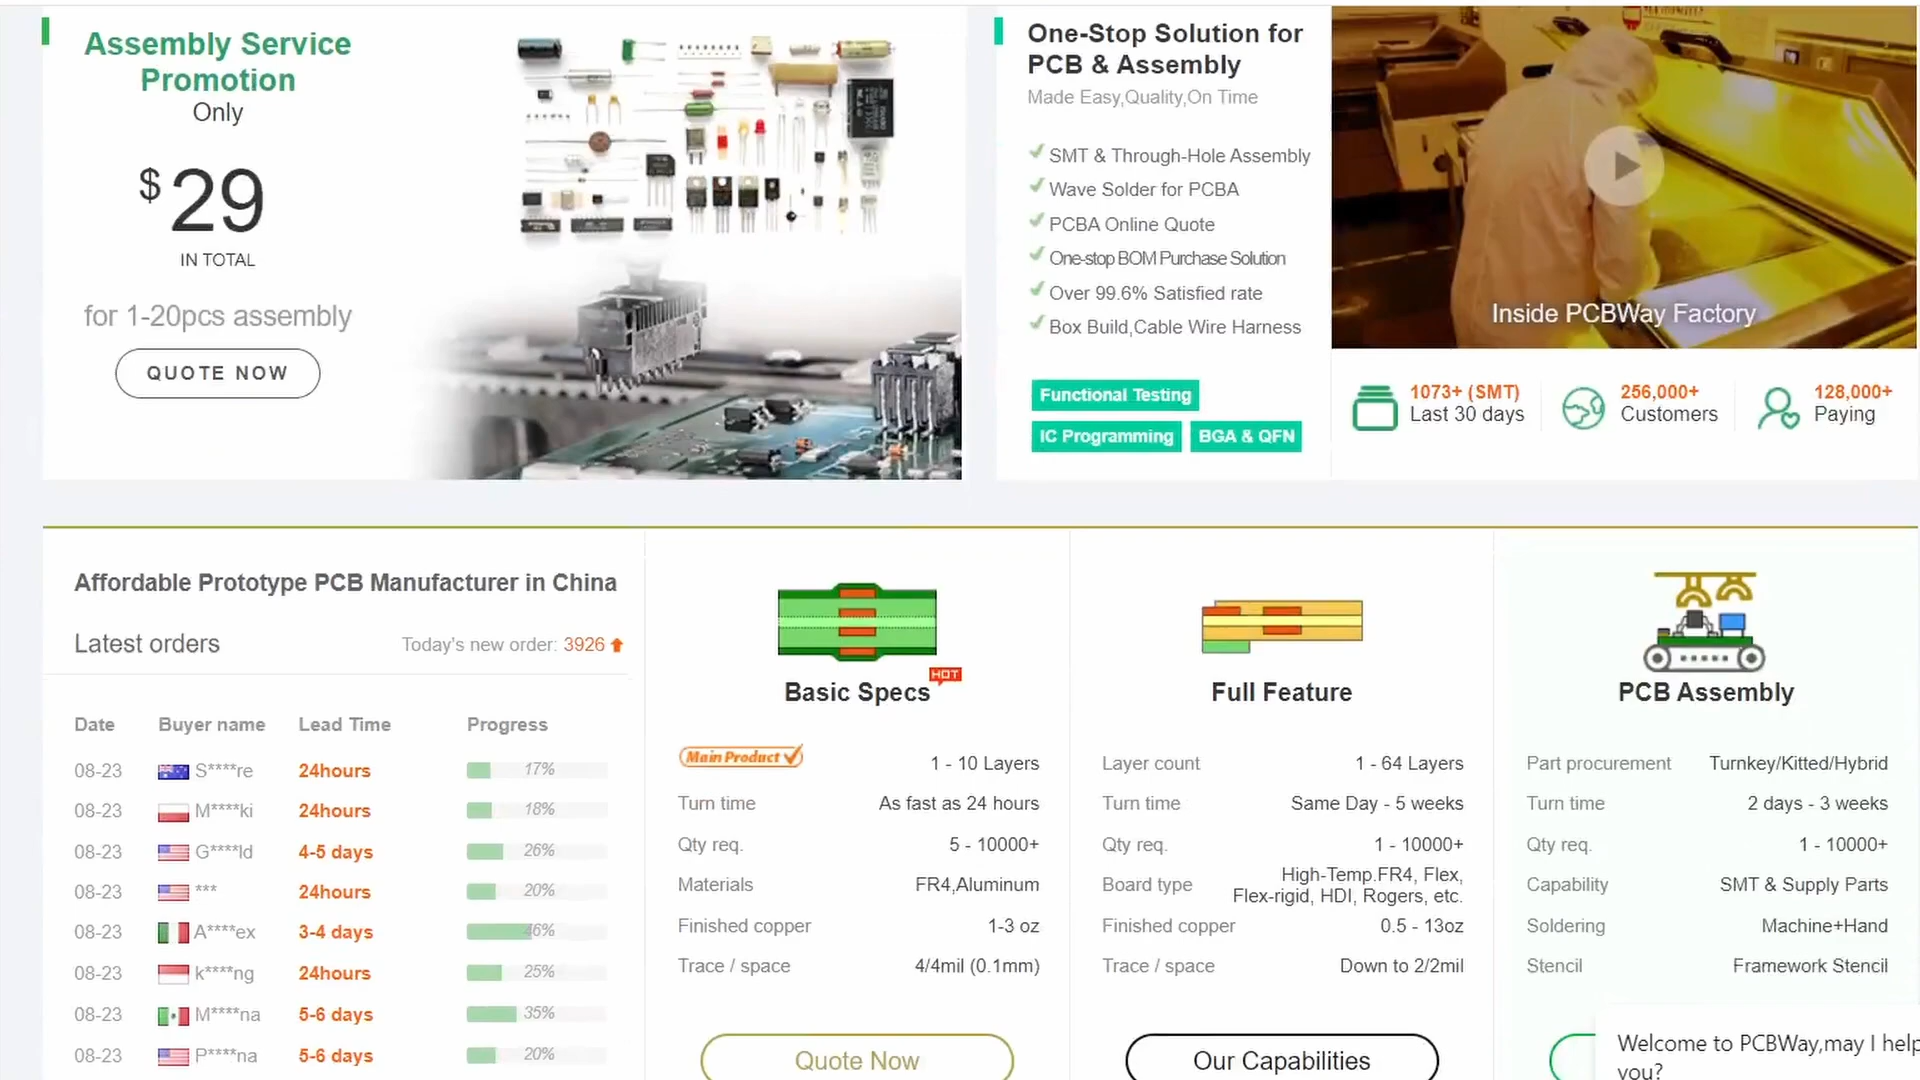 Assembly Service
Promotion
Only
$29
IN TOTAL
for 1-20pcs assembly
QUOTE NOW
One-Stop Solution for
PCB & Assembly
Made Easy,Quality,On Time
SMT & Through-Hole Assembly
Wave Solder for PCBA
PCBA Online Quote
One-stop BOM Purchase Solution
Over 99.6% Satisfied rate
Box Build,Cable Wire Harness
Functional Testing
IC Programming BGA & QFN
Inside PCBWay Factory
1073+ (SMT)
Last 30 days
256,000+
Customers
128,000+
Paying
Affordable Prototype PCB Manufacturer in China
Latest orders Today's new order: 3926
Date Buyer name Lead Time Progress
08-23 S****re 24hours 17%
08-23 M****ki 24hours 18%
08-23 G****ld 4-5 days 26%
08-23 *** 24hours 20%
08-23 A****ex 3-4 days 46%
08-23 k****ng 24hours 25%
08-23 M****na 5-6 days 35%
08-23 P****na 5-6 days 20%
HOT
Basic Specs
Main Product 1 - 10 Layers
Turn time As fast as 24 hours
Qty req. 5 - 10000+
Materials FR4,Aluminum
Finished copper 1-3 oz
Trace / space 4/4mil (0.1mm)
Quote Now
Full Feature
Layer count 1 - 64 Layers
Turn time Same Day - 5 weeks
Qty req. 1 - 10000+
Board type High-Temp.FR4, Flex,
Flex-rigid, HDI, Rogers, etc.
Finished copper 0.5 - 13oz
Trace / space Down to 2/2mil
Our Capabilities
PCB Assembly
Part procurement Turnkey/Kitted/Hybrid
Turn time 2 days - 3 weeks
Qty req. 1 - 10000+
Capability SMT & Supply Parts
Soldering Machine+Hand
Stencil Framework Stencil
Welcome to PCBWay,may I help
you?